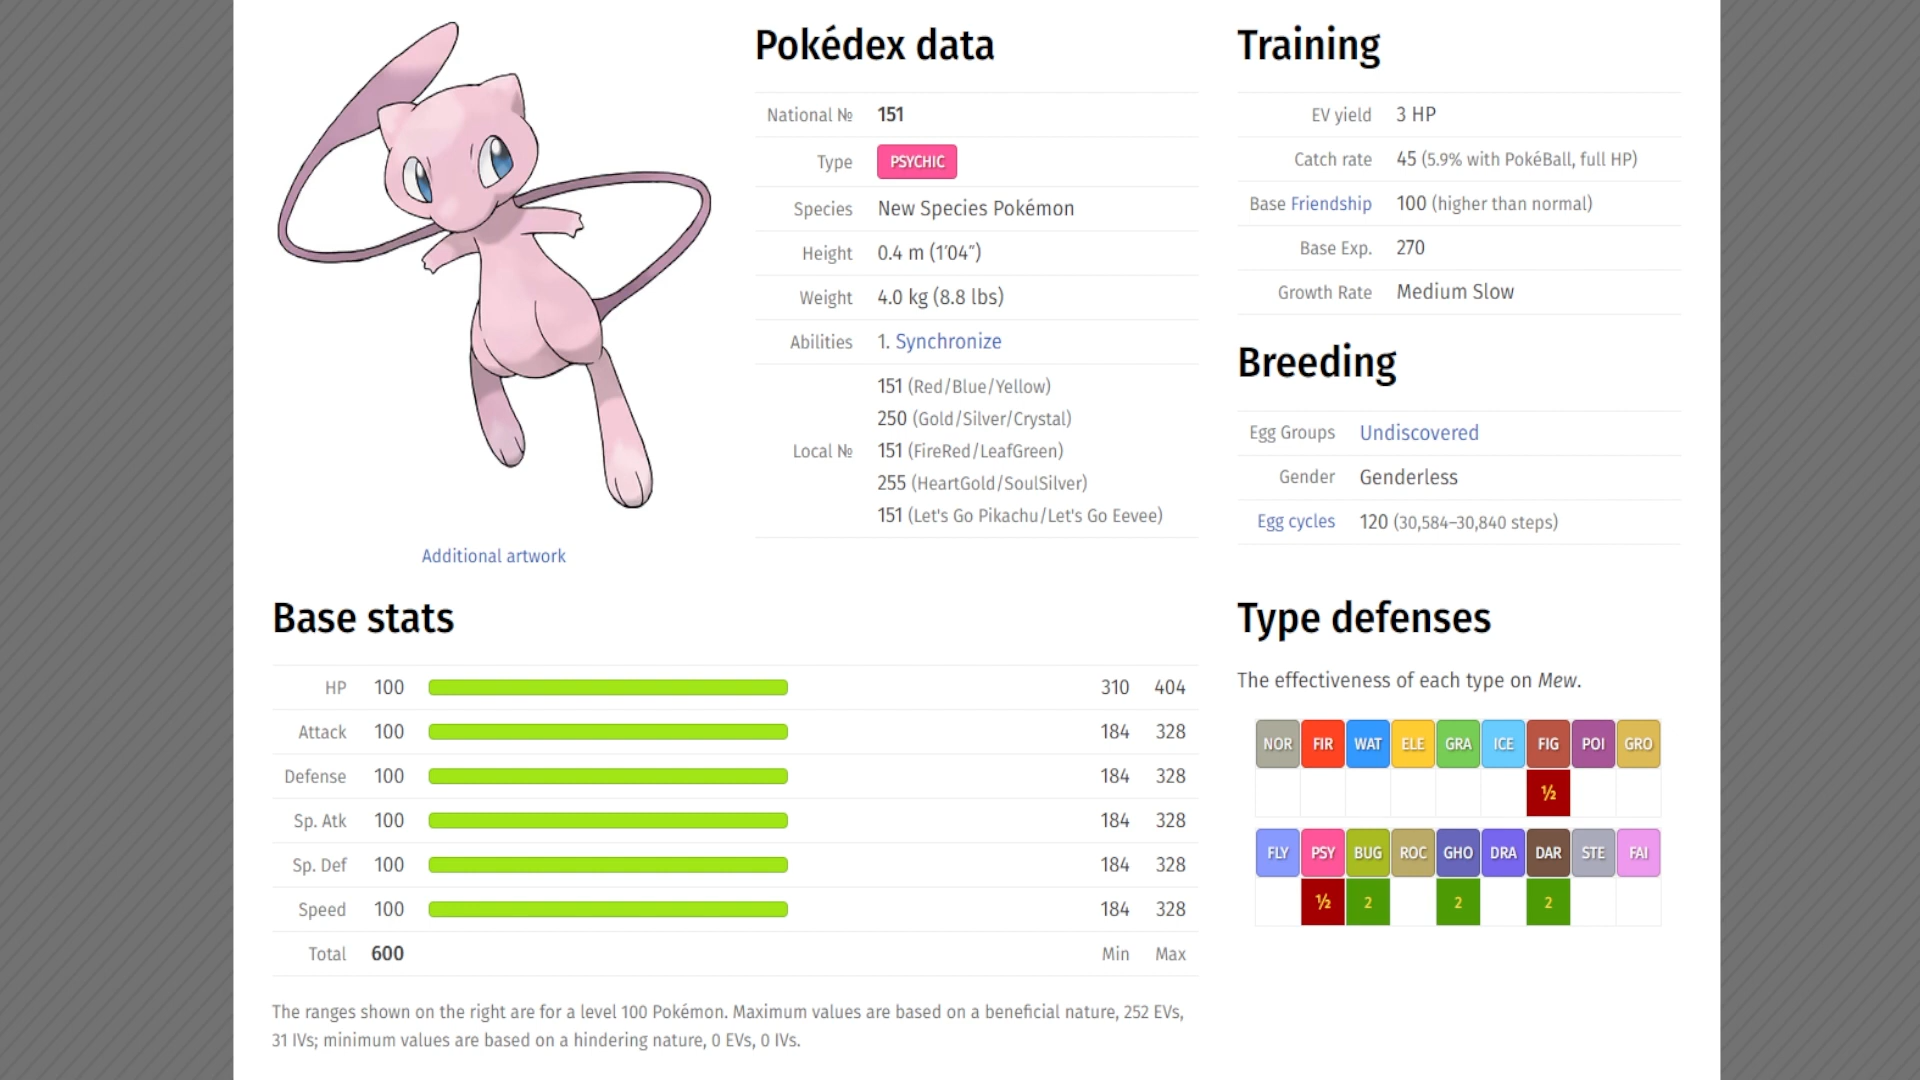 Pokédex data
National № 151
Type PSYCHIC
Species New Species Pokémon
Height 0.4 m (1′04″)
Weight 4.0 kg (8.8 lbs)
Abilities 1. Synchronize
Local № 151 (Red/Blue/Yellow)
250 (Gold/Silver/Crystal)
151 (FireRed/LeafGreen)
255 (HeartGold/SoulSilver)
151 (Let's Go Pikachu/Let's Go Eevee)
Additional artwork
Training
EV yield 3 HP
Catch rate 45 (5.9% with PokéBall, full HP)
Base Friendship 100 (higher than normal)
Base Exp. 270
Growth Rate Medium Slow
Breeding
Egg Groups Undiscovered
Gender Genderless
Egg cycles 120 (30,584–30,840 steps)
Base stats
HP 100 310 404
Attack 100 184 328
Defense 100 184 328
Sp. Atk 100 184 328
Sp. Def 100 184 328
Speed 100 184 328
Total 600 Min Max
The ranges shown on the right are for a level 100 Pokémon. Maximum values are based on a beneficial nature, 252 EVs,
31 IVs; minimum values are based on a hindering nature, 0 EVs, 0 IVs.
Type defenses
The effectiveness of each type on Mew.
NOR FIR WAT ELE GRA ICE FIG POI GRO
½
FLY PSY BUG ROC GHO DRA DAR STE FAI
½ 2 2 2